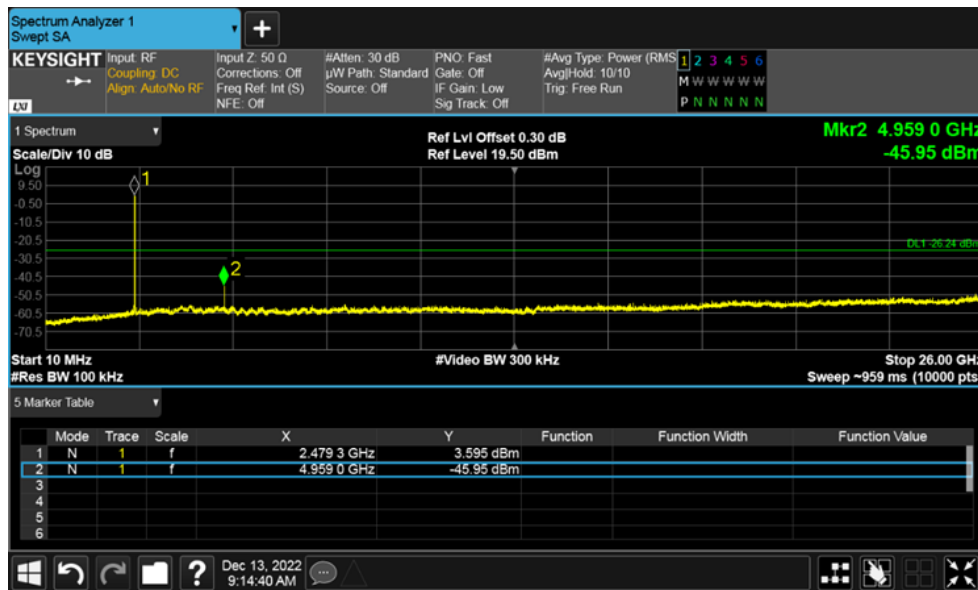 Spectrum Analyzer 1
Swept SA
+
KEYSIGHT Input: RF Input Z: 50 Ω #Atten: 30 dB PNO: Fast #Avg Type: Power (RMS 1 2 3 4 5 6
Coupling: DC Corrections: Off µW Path: Standard Gate: Off Avg|Hold: 10/10 M W W W W W
Align: Auto/No RF Freq Ref: Int (S) Source: Off IF Gain: Low Trig: Free Run
LXI NFE: Off Sig Track: Off P N N N N N
1 Spectrum
Ref Lvl Offset 0.30 dB Mkr2 4.959 0 GHz
Scale/Div 10 dB Ref Level 19.50 dBm -45.95 dBm
Log
9.50 1
-0.50
-10.5
-20.5 DL1 -26.24 dBm
-30.5
-40.5 2
-50.5
-60.5
-70.5
Start 10 MHz #Video BW 300 kHz Stop 26.00 GHz
#Res BW 100 kHz Sweep ~959 ms (10000 pts
5 Marker Table
Mode Trace Scale X Y Function Function Width Function Value
1 N 1 f 2.479 3 GHz 3.595 dBm
2 N 1 f 4.959 0 GHz -45.95 dBm
3
4
5
6
? Dec 13, 2022
9:14:40 AM